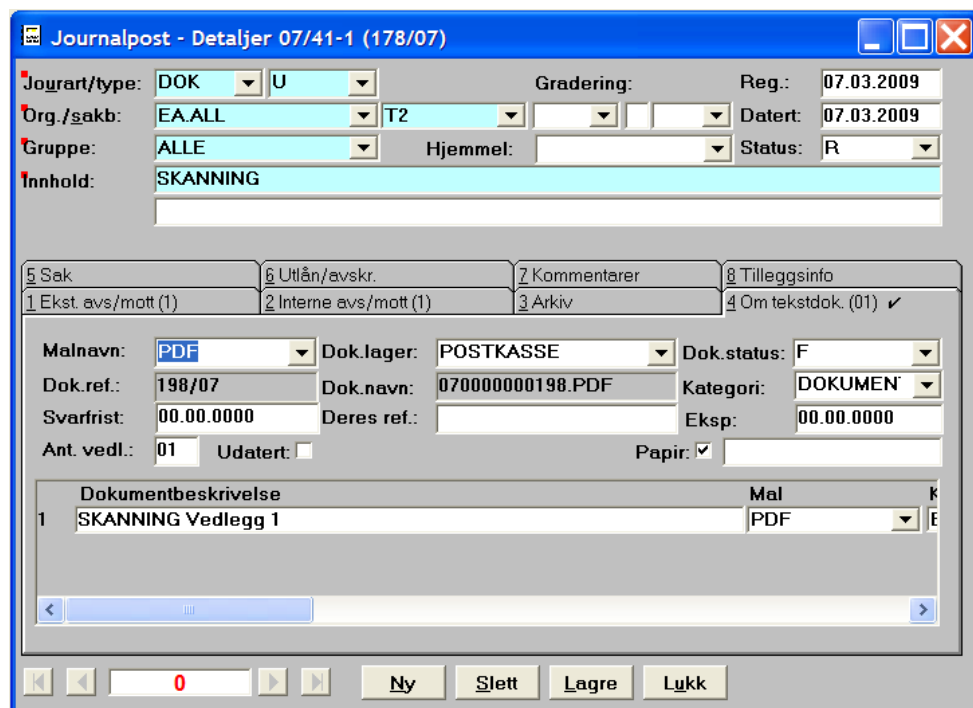 Journalpost - Detaljer 07/41-1 (178/07)
Jourart/type: DOK U Gradering: Reg.: 07.03.2009
Org./sakb: EA.ALL T2 Datert: 07.03.2009
Gruppe: ALLE Hjemmel: Status: R
Innhold: SKANNING
5 Sak 6 Utlån/avskr. 7 Kommentarer 8 Tilleggsinfo
1 Ekst. avs/mott (1) 2 Interne avs/mott (1) 3 Arkiv 4 Om tekstdok. (01) ✔
Malnavn: PDF Dok.lager: POSTKASSE Dok.status: F
Dok.ref.: 198/07 Dok.navn: 070000000198.PDF Kategori: DOKUMEN
Svarfrist: 00.00.0000 Deres ref.: Eksp: 00.00.0000
Ant. vedl.: 01 Udatert: Papir:
Dokumentbeskrivelse Mal K
1 SKANNING Vedlegg 1 PDF
0 Ny Slett Lagre Lukk